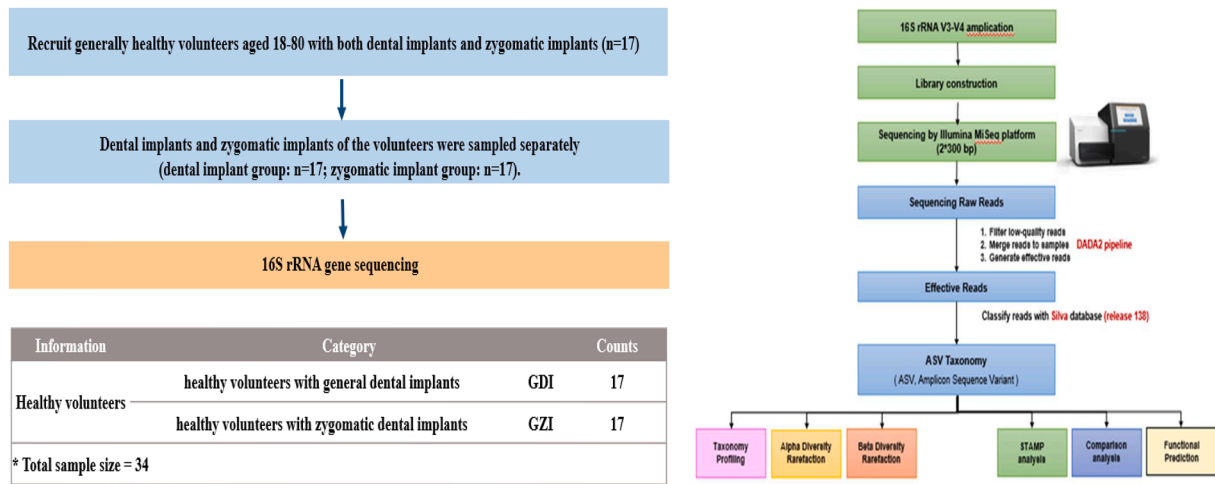 Recruit generally healthy volunteers aged 18-80 with both dental implants and zygomatic implants (n=17)
Dental implants and zygomatic implants of the volunteers were sampled separately
(dental implant group: n=17; zygomatic implant group: n=17).
16S rRNA gene sequencing
Information Category Counts
healthy volunteers with general dental implants GDI 17
Healthy volunteers
healthy volunteers with zygomatic dental implants GZI 17
* Total sample size = 34
16S rRNA V3-V4 amplication
Library construction
Sequencing by Illumina MiSeq platform
(2*300 bp)
Sequencing Raw Reads
1. Filter low-quality reads
2. Merge reads to samples DADA2 pipeline
3. Generate effective reads
Effective Reads
Classify reads with Silva database (release 138)
ASV Taxonomy
( ASV, Amplicon Sequence Variant )
Taxonomy
Profiling
Alpha Diversity
Rarefaction
Beta Diversity
Rarefaction
STAMP
analysis
Comparison
analysis
Functional
Prediction